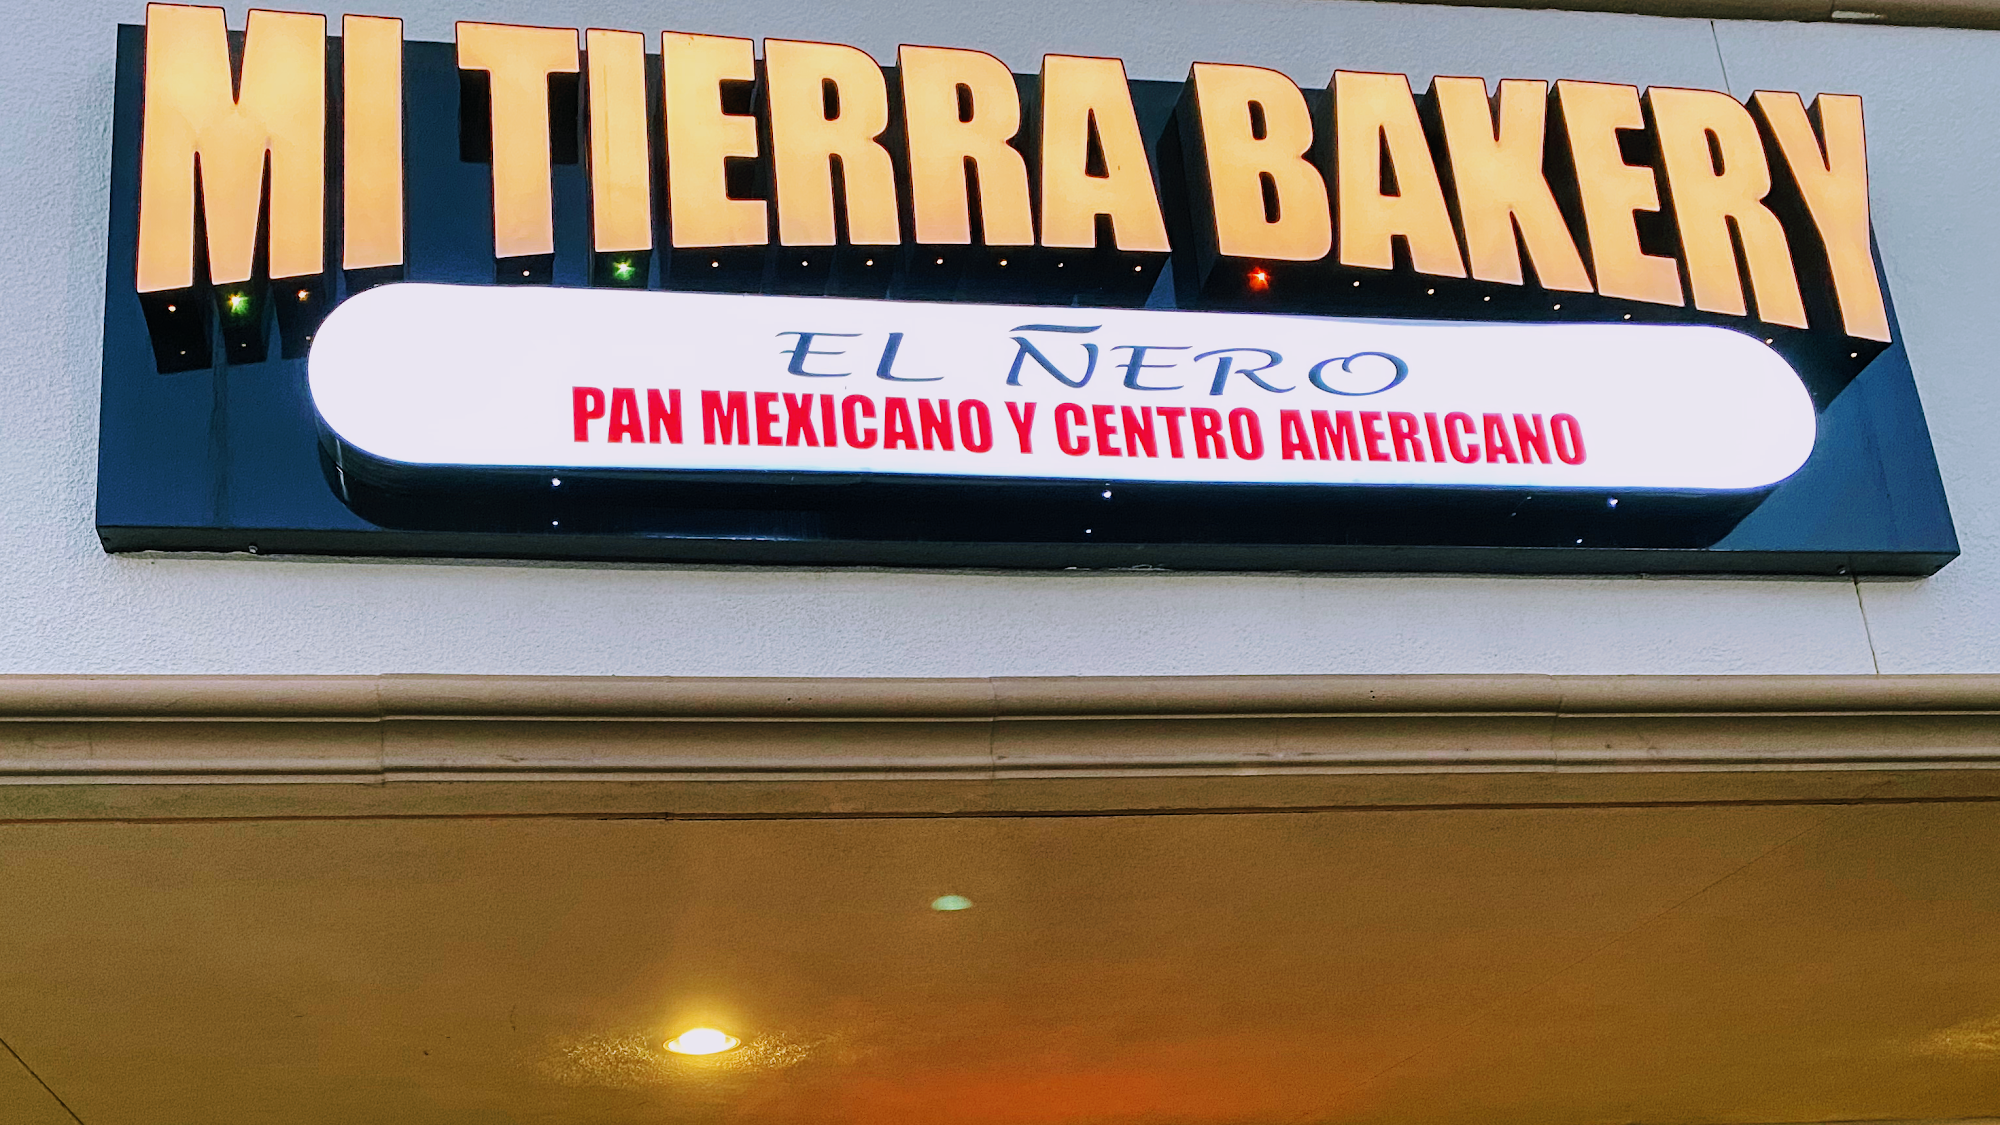 MI TIERRA BAKERY
EL ÑERO
PAN MEXICANO Y CENTRO AMERICANO